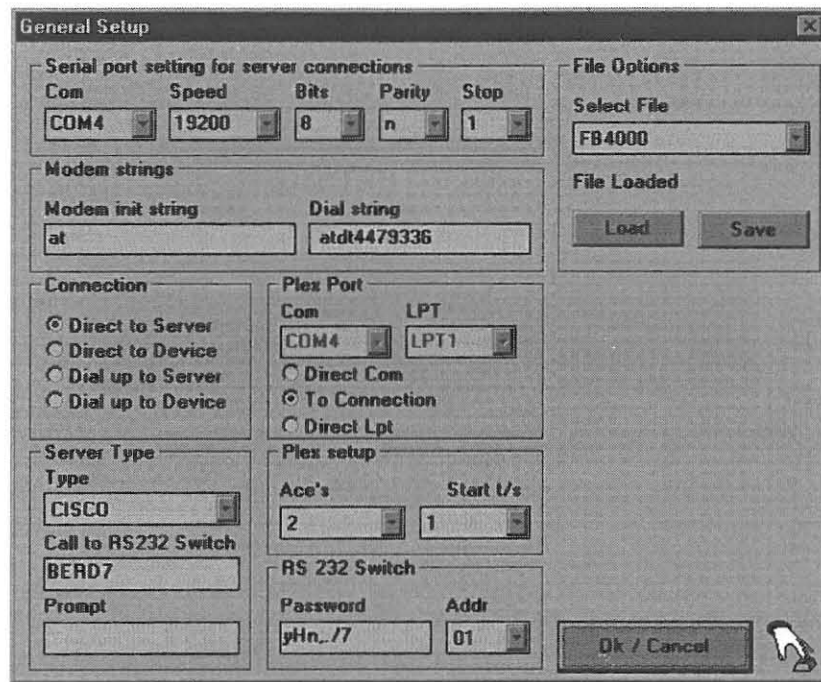 General Setup
Serial port setting for server connections
Com Speed Bits Parity Stop
COM4 19200 8 n 1
File Options
Select File
FB4000
File Loaded
Load Save
Modem strings
Modem init string Dial string
at atdt4479336
Connection
Direct to Server
Direct to Device
Dial up to Server
Dial up to Device
Plex Port
Com LPT
COM4 LPT1
Direct Com
To Connection
Direct Lpt
Server Type
Type
CISCO
Call to RS232 Switch
BERD7
Prompt
Plex setup
Ace's Start t/s
2 1
RS 232 Switch
Password Addr
yHn,./7 01
Ok / Cancel